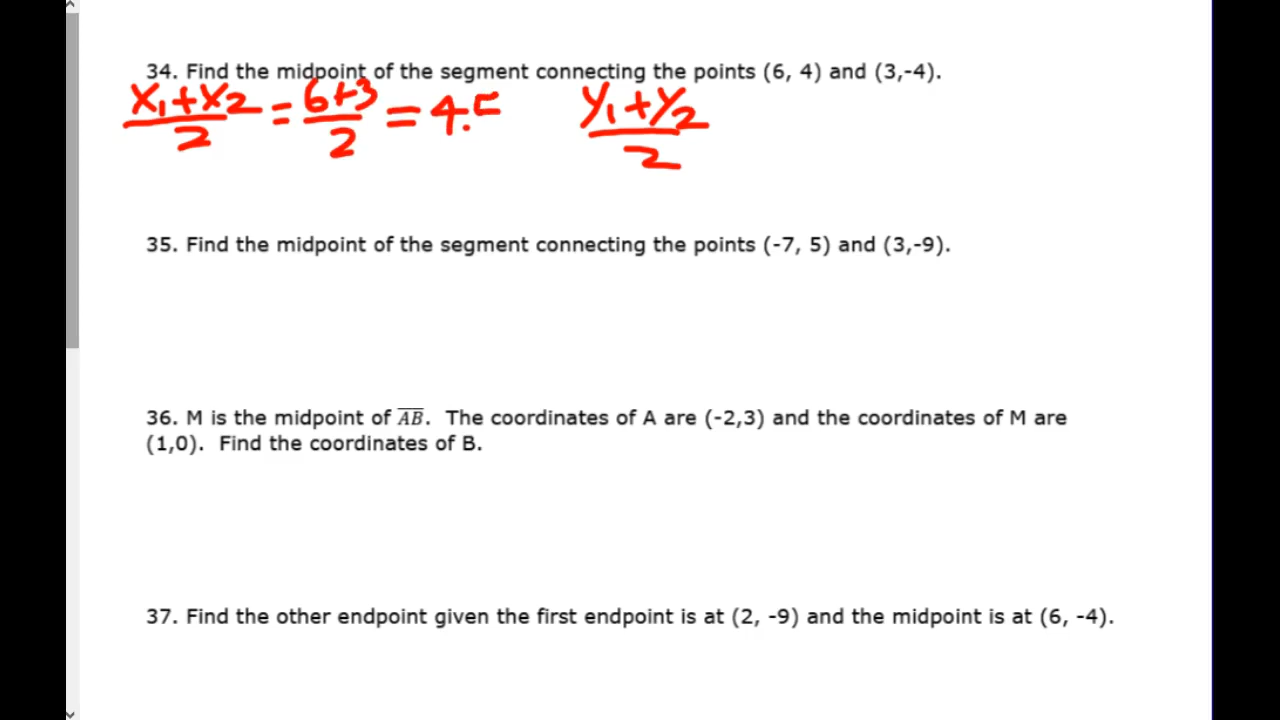 34. Find the midpoint of the segment connecting the points (6, 4) and (3,-4).
x₁+x₂/2 = 6+3/2 = 4.5 y₁+y₂/2
35. Find the midpoint of the segment connecting the points (-7, 5) and (3,-9).
36. M is the midpoint of A̅B̅. The coordinates of A are (-2,3) and the coordinates of M are
(1,0). Find the coordinates of B.
37. Find the other endpoint given the first endpoint is at (2, -9) and the midpoint is at (6, -4).